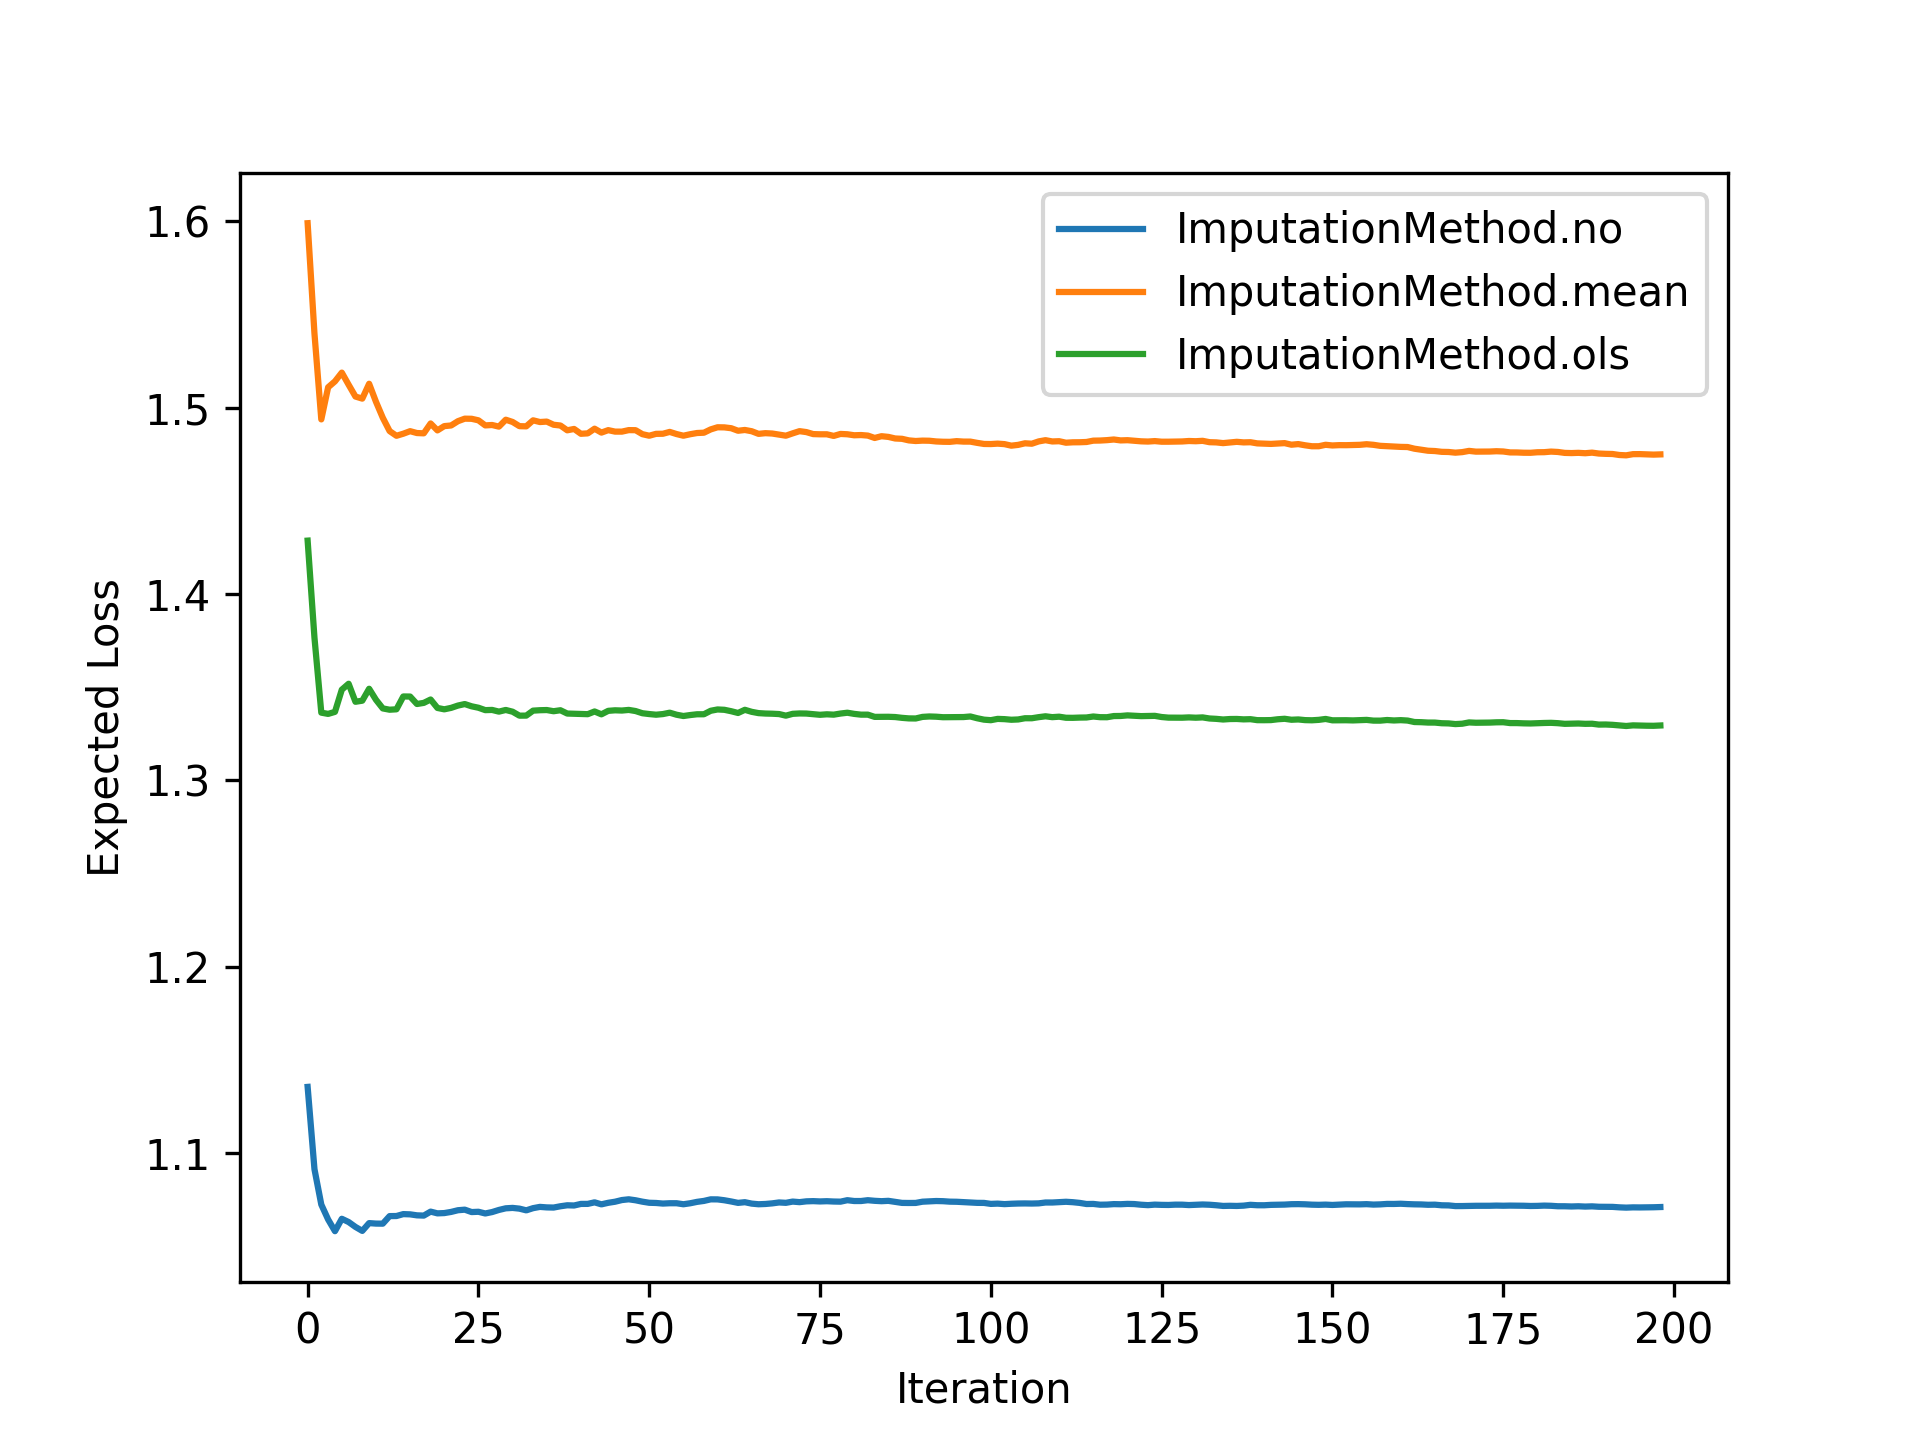 ImputationMethod.no
ImputationMethod.mean
ImputationMethod.ols
1.6
1.5
1.4
1.3
1.2
1.1
Expected Loss
0 25 50 75 100 125 150 175 200
Iteration